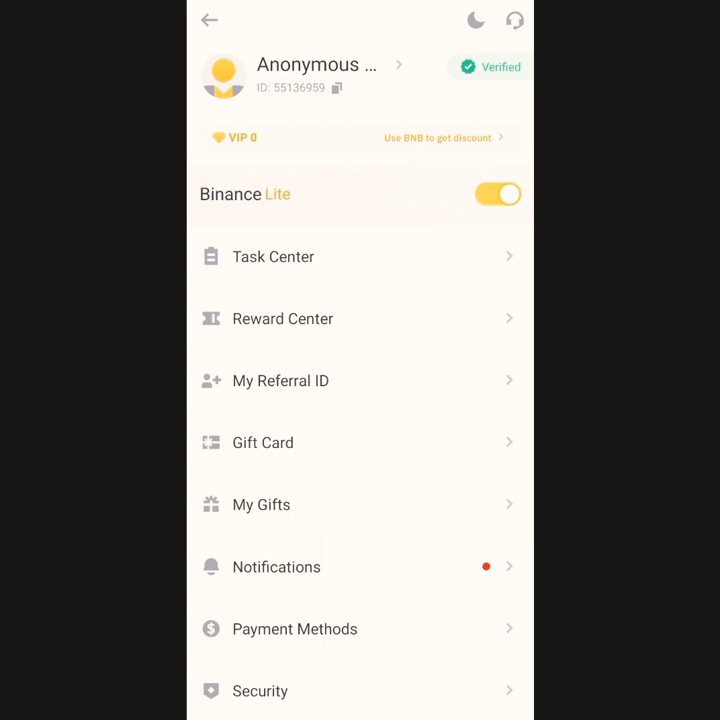 Anonymous ...
Verified
ID: 55136959
VIP 0
Use BNB to get discount
Binance Lite
Task Center
Reward Center
My Referral ID
Gift Card
My Gifts
Notifications
Payment Methods
Security